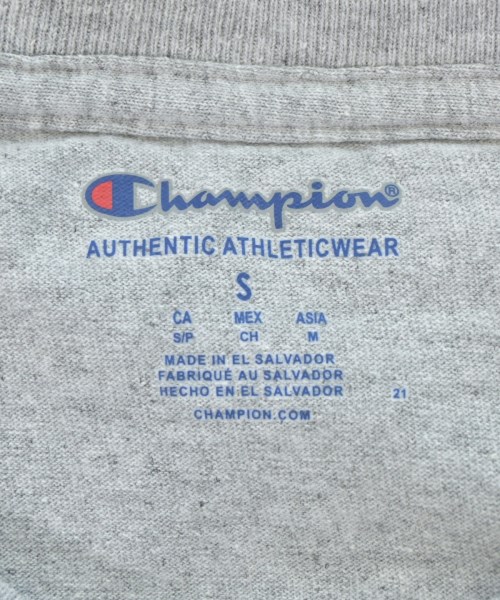 Champion®
AUTHENTIC ATHLETICWEAR
S
CA MEX ASIA
S/P CH M
MADE IN EL SALVADOR
FABRIQUÉ AU SALVADOR
HECHO EN EL SALVADOR 21
CHAMPION.COM